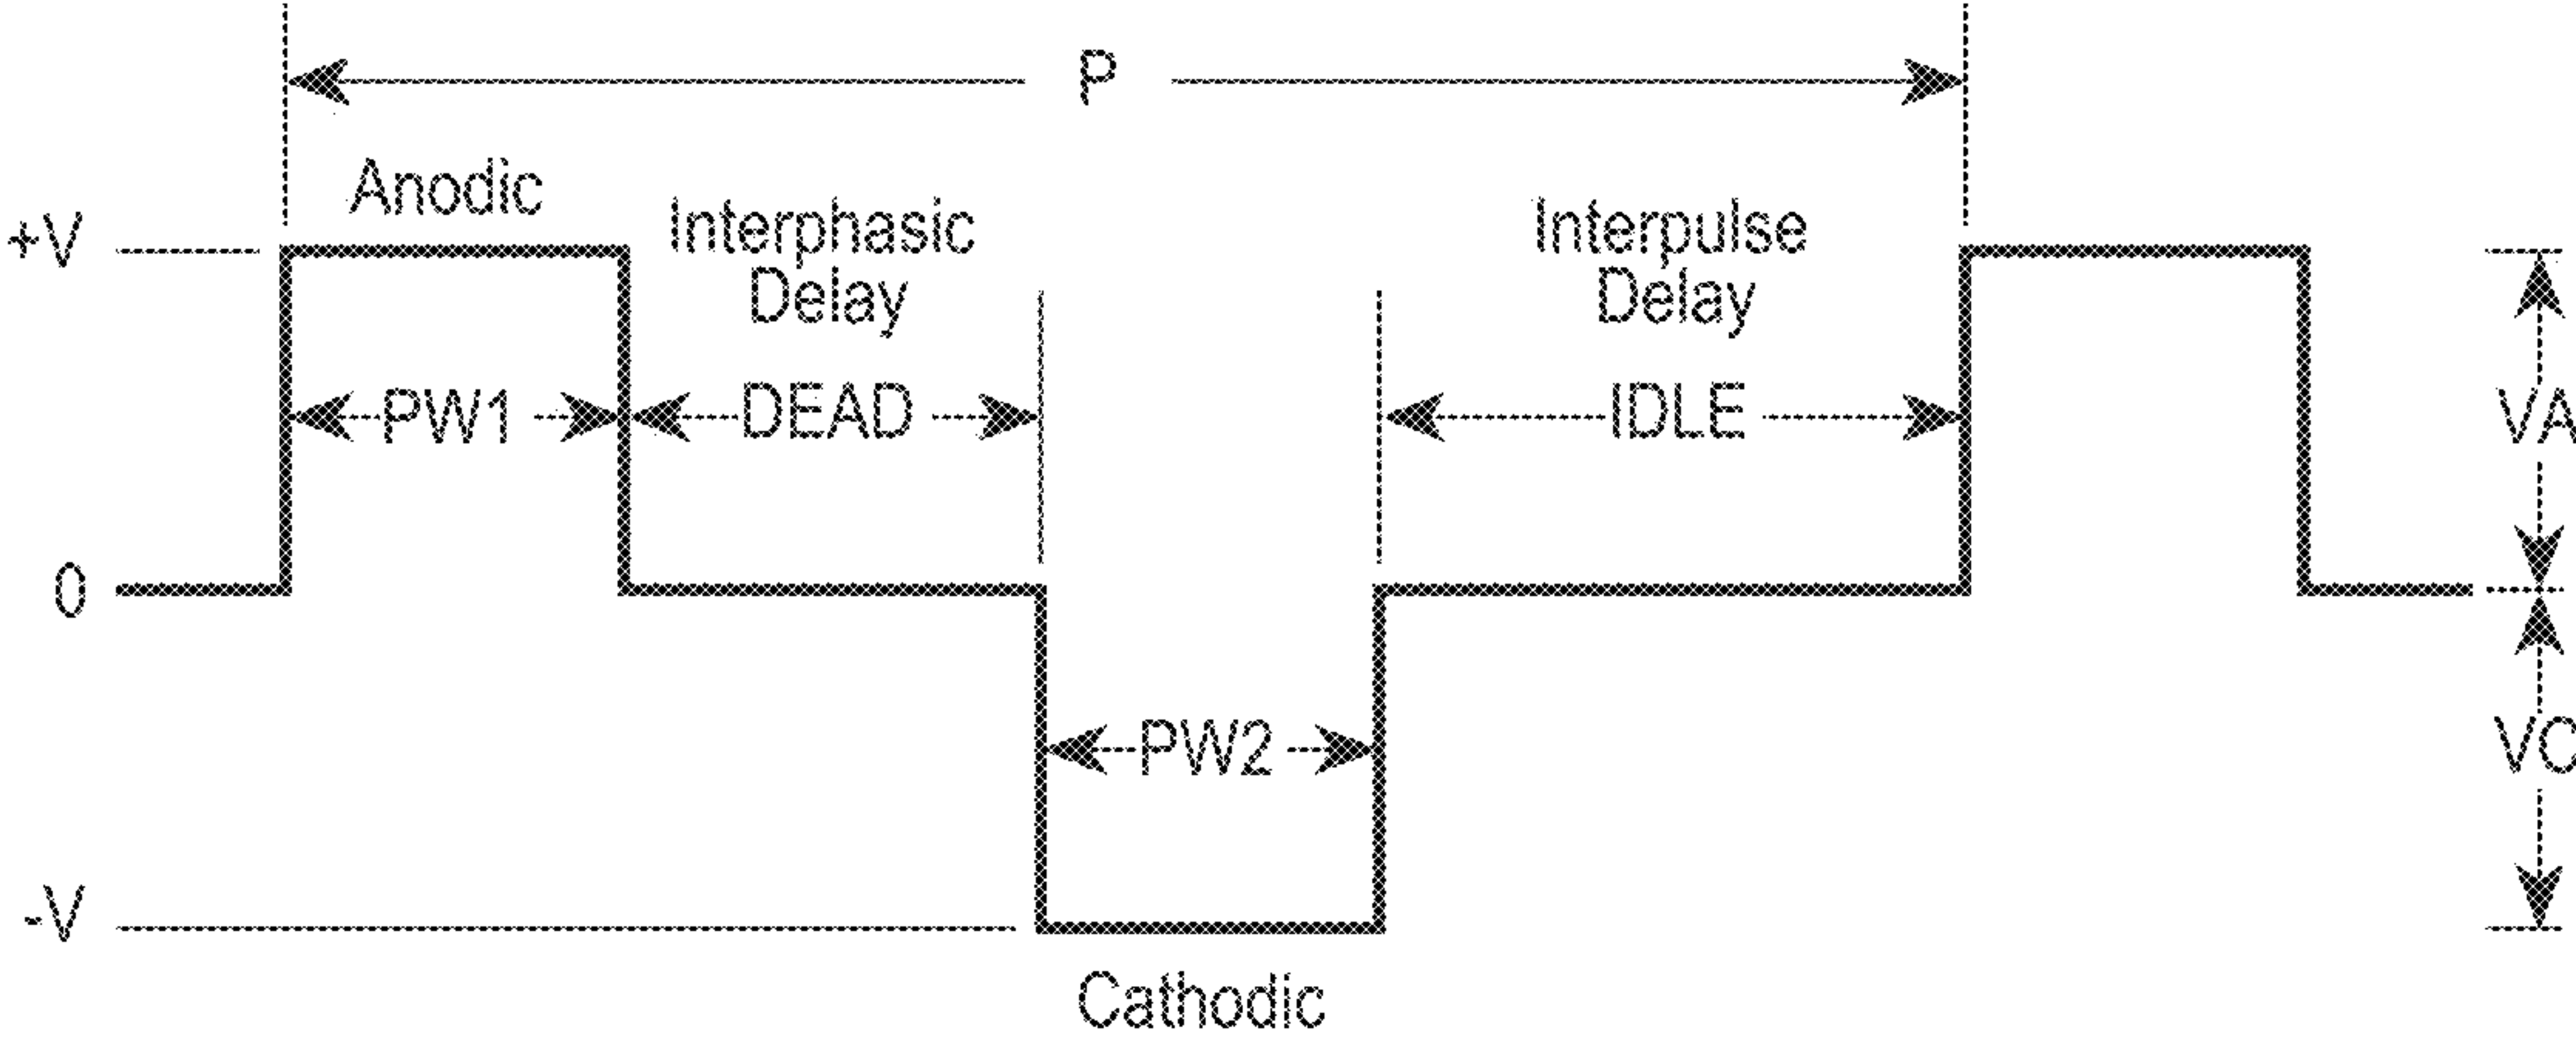 P
Anodic
+V
Interphasic
Delay
Interpulse
Delay
PW1
DEAD
IDLE
VA
0
PW2
VC
-V
Cathodic